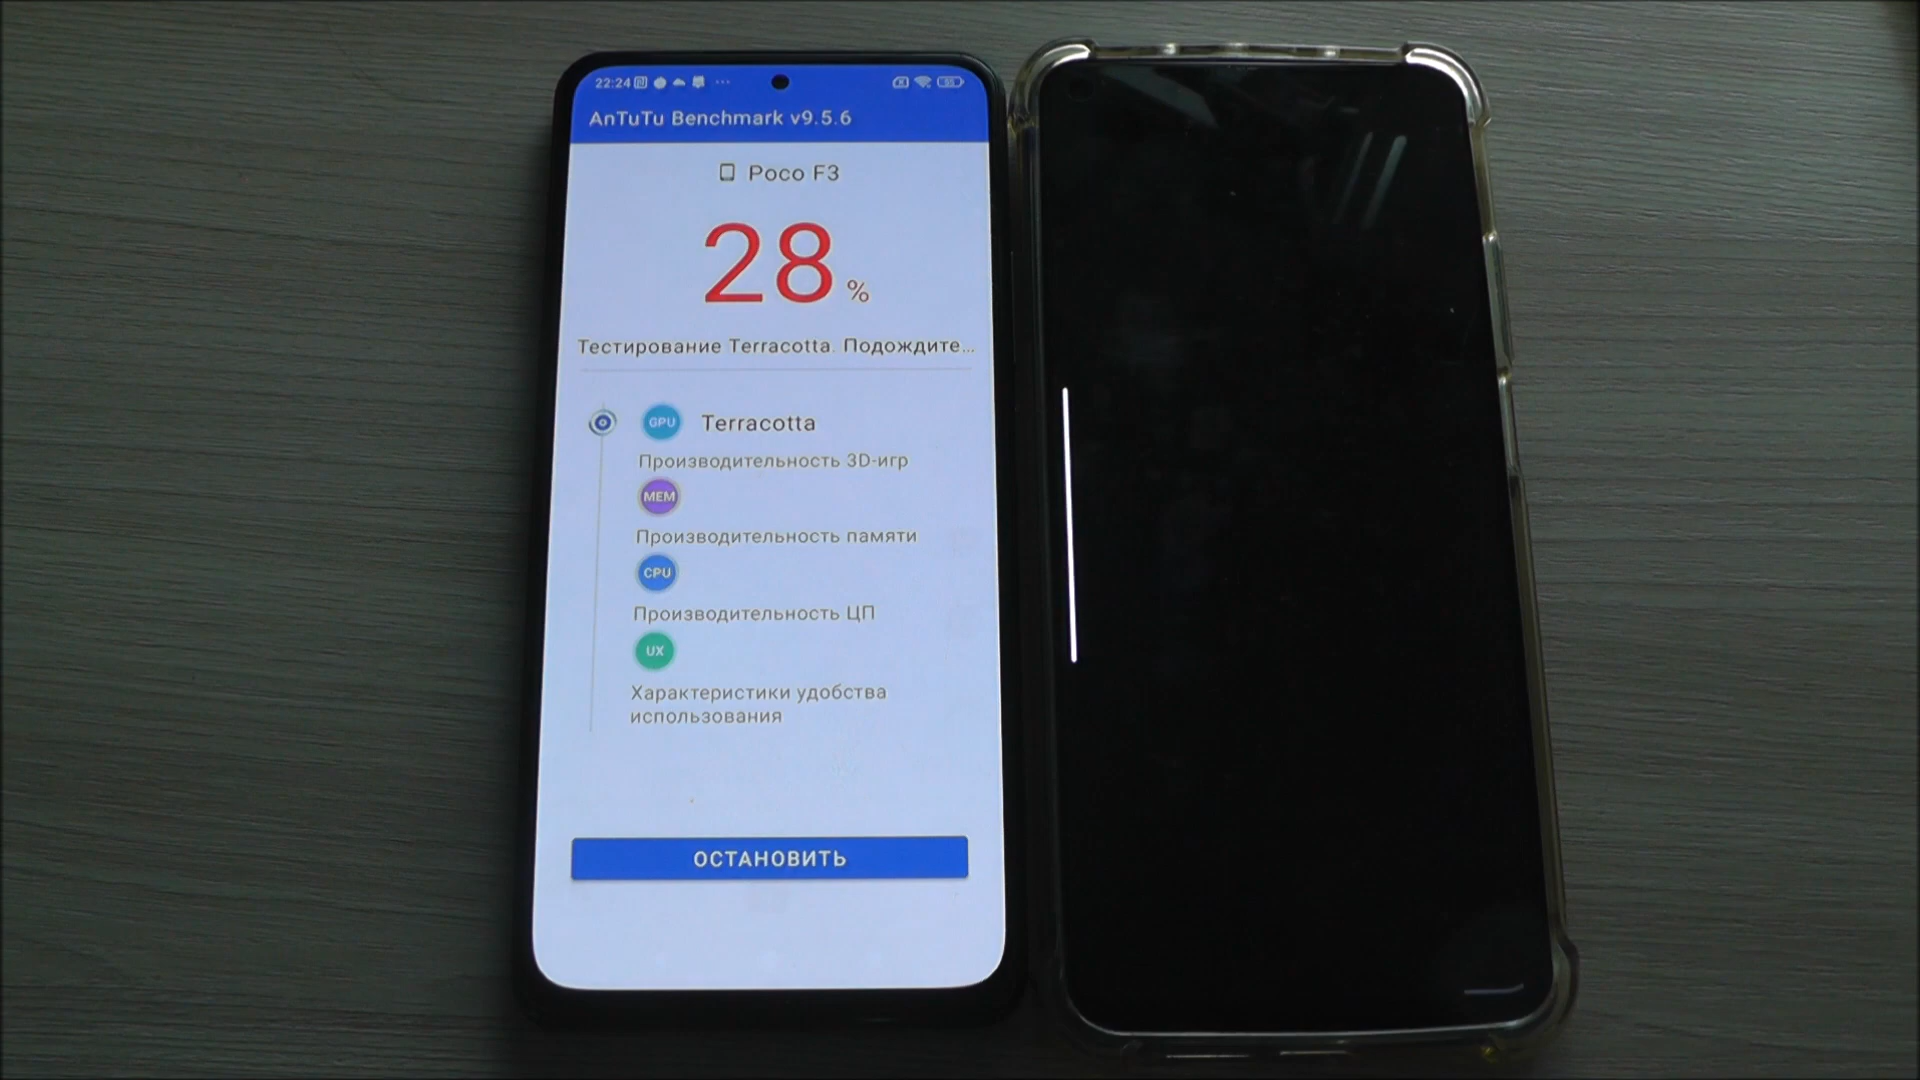 22:24
95
AnTuTu Benchmark v9.5.6
Poco F3
28 %
Тестирование Terracotta. Подождите...
GPU Terracotta
Производительность 3D-игр
MEM
Производительность памяти
CPU
Производительность ЦП
UX
Характеристики удобства
использования
ОСТАНОВИТЬ